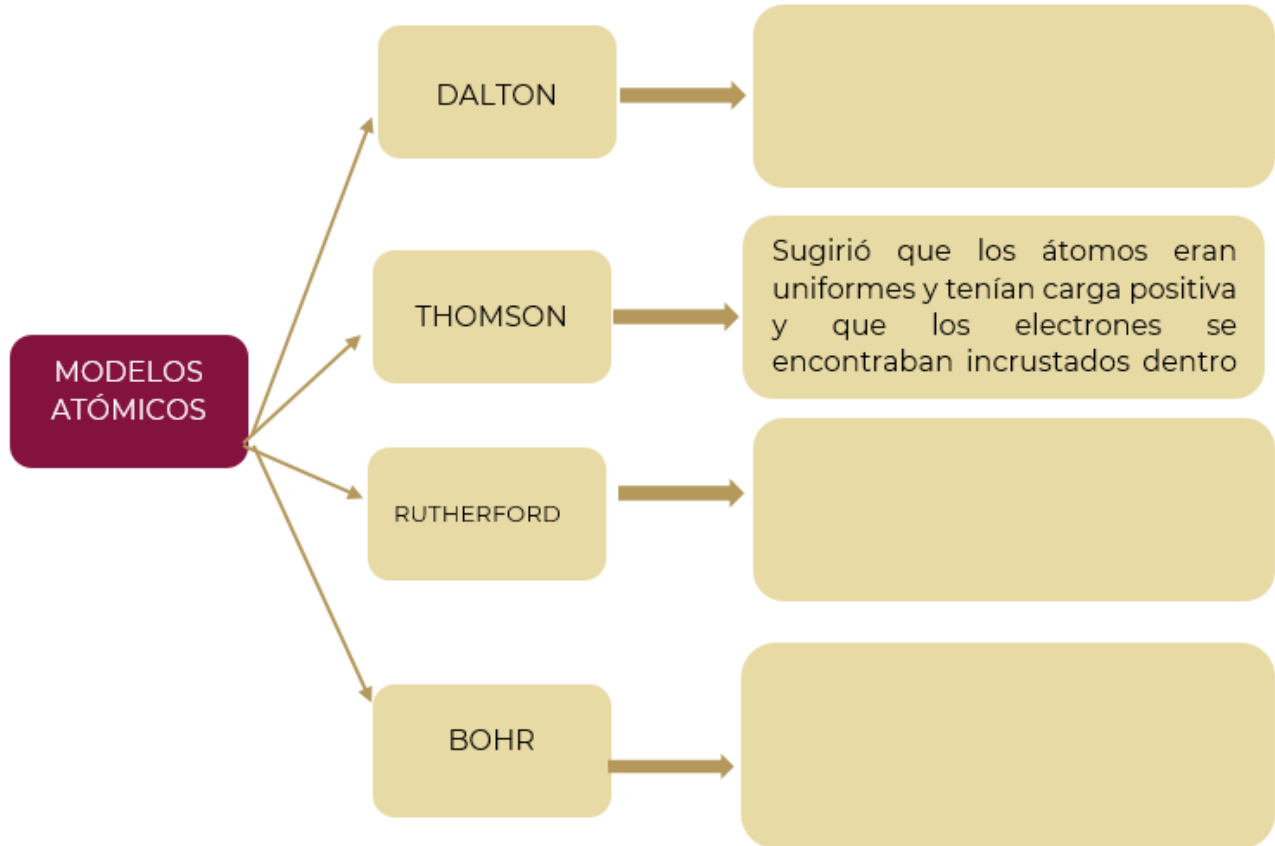 DALTON
Sugirió que los átomos eran
uniformes y tenían carga positiva
y que los electrones se
encontraban incrustados dentro
THOMSON
MODELOS
ATÓMICOS
RUTHERFORD
BOHR